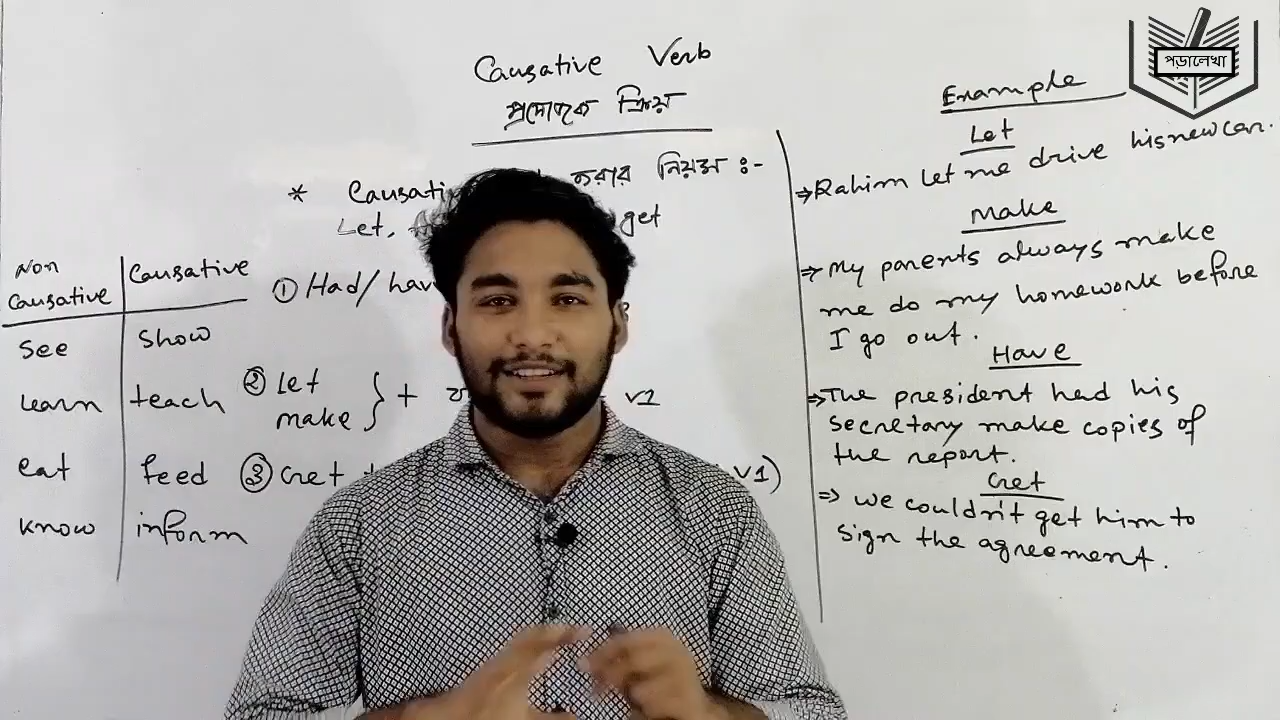 Causative Verb
প্রযোজক ক্রিয়া
* Causati করার নিয়ম :-
Let, get
Non Causative | Causative
see | show
learn | teach
eat | feed
know | inform
① Had/ hav
② Let
make } + v1
③ Get v1)
Example
Let
⇒ Rahim Let me drive his new car.
Make
⇒ My parents always make
me do my homework before
I go out.
Have
⇒ The president had his
secretary make copies of
the report.
Get
⇒ we couldn't get him to
sign the agreement.
পড়ালেখা